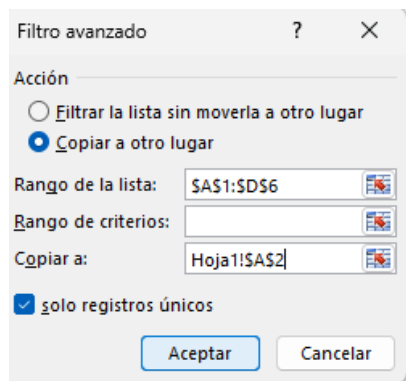 Filtro avanzado ? ×
Acción
Filtrar la lista sin moverla a otro lugar
Copiar a otro lugar
Rango de la lista: $A$1:$D$6
Rango de criterios:
Copiar a: Hoja1!$A$2
solo registros únicos
Aceptar Cancelar